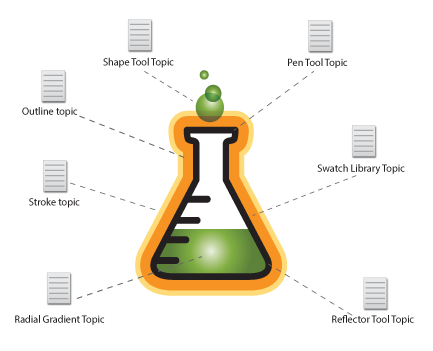 Shape Tool Topic
Pen Tool Topic
Outline topic
Swatch Library Topic
Stroke topic
Radial Gradient Topic
Reflector Tool Topic